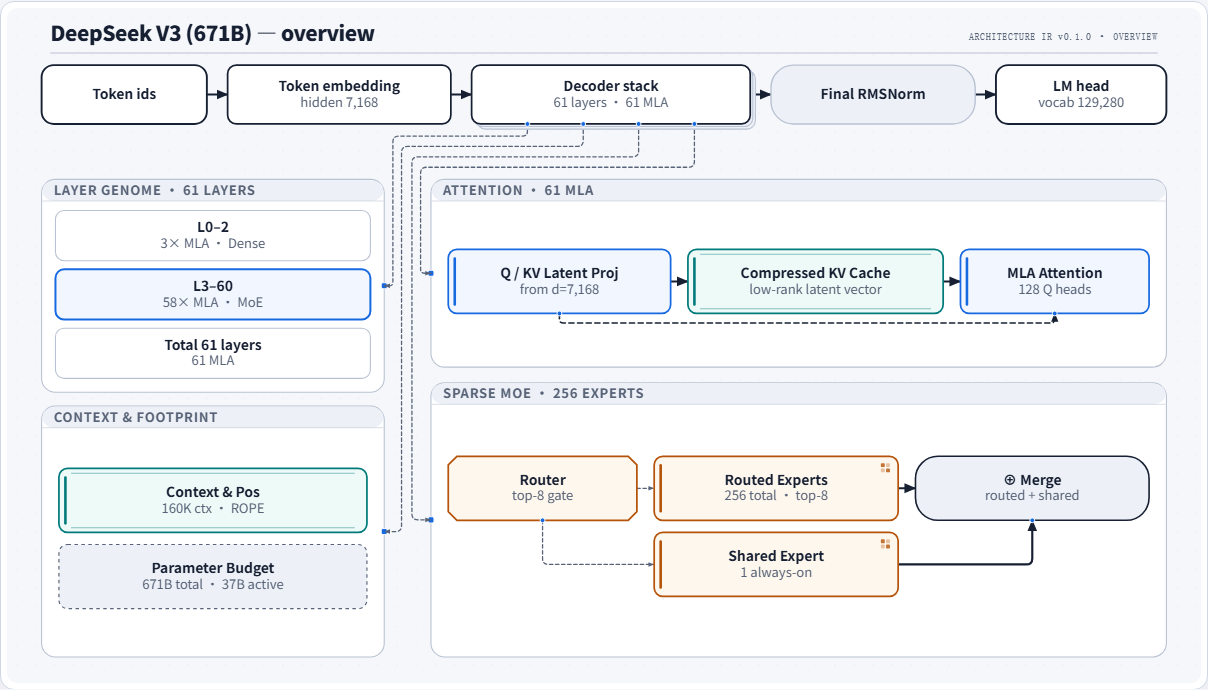 DeepSeek V3 (671B) — overview
ARCHITECTURE IR v0.1.0 • OVERVIEW
Token ids
Token embedding
hidden 7,168
Decoder stack
61 layers • 61 MLA
Final RMSNorm
LM head
vocab 129,280
LAYER GENOME • 61 LAYERS
L0–2
3× MLA • Dense
L3–60
58× MLA • MoE
Total 61 layers
61 MLA
CONTEXT & FOOTPRINT
Context & Pos
160K ctx • ROPE
Parameter Budget
671B total • 37B active
ATTENTION • 61 MLA
Q / KV Latent Proj
from d=7,168
Compressed KV Cache
low-rank latent vector
MLA Attention
128 Q heads
SPARSE MOE • 256 EXPERTS
Router
top-8 gate
Routed Experts
256 total • top-8
⊕ Merge
routed + shared
Shared Expert
1 always-on